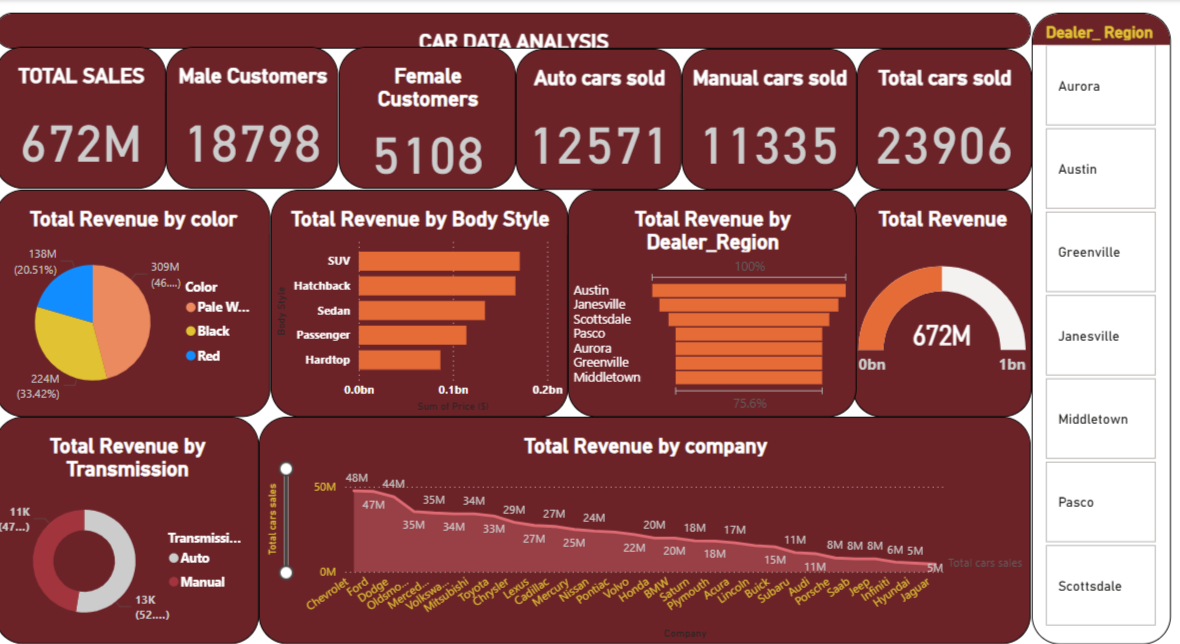 CAR DATA ANALYSIS
Dealer_ Region
TOTAL SALES
672M
Male Customers
18798
Female
Customers
5108
Auto cars sold
12571
Manual cars sold
11335
Total cars sold
23906
Aurora
Austin
Greenville
Janesville
Middletown
Pasco
Scottsdale
Total Revenue by color
138M
(20.51%)
309M
(46....)
224M
(33.42%)
Color
Pale W...
Black
Red
Total Revenue by Body Style
Body Style
SUV
Hatchback
Sedan
Passenger
Hardtop
0.0bn 0.1bn 0.2bn
Sum of Price ($)
Total Revenue by
Dealer_Region
100%
Austin
Janesville
Scottsdale
Pasco
Aurora
Greenville
Middletown
75.6%
Total Revenue
672M
0bn 1bn
Total Revenue by
Transmission
11K
(47...)
13K
(52....)
Transmissi...
Auto
Manual
Total Revenue by company
Total cars sales
50M
0M
48M 47M 44M 35M 35M 34M 34M 33M 29M 27M 27M 25M 24M 22M 20M 20M 18M 18M 17M 15M 11M 11M 8M 8M 8M 6M 5M 5M
Total cars sales
Chevrolet Ford Dodge Oldsmo... Merced... Volkswa... Mitsubishi Toyota Chrysler Lexus Cadillac Mercury Nissan Pontiac Volvo Honda BMW Saturn Plymouth Acura Lincoln Buick Subaru Audi Porsche Saab Jeep Infiniti Hyundai Jaguar
Company